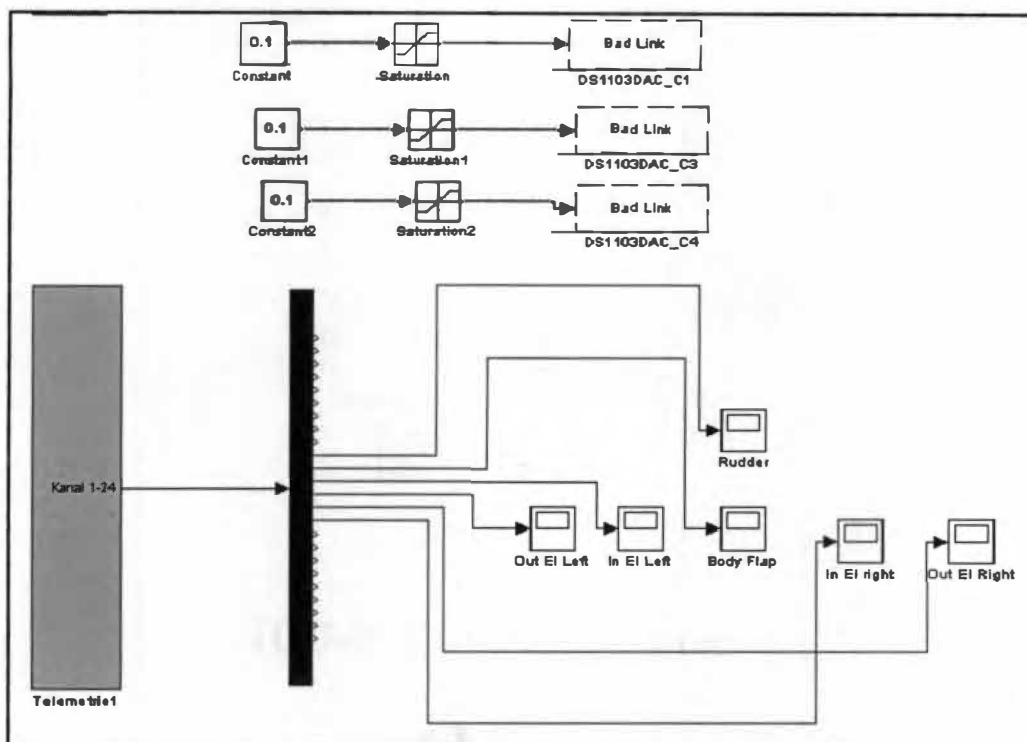 0.1
Constant
Saturation
Bad Link
DS1103DAC_C1
0.1
Constant1
Saturation1
Bad Link
DS1103DAC_C3
0.1
Constant2
Saturation2
Bad Link
DS1103DAC_C4
Kanal 1-24
Telemetrie1
Rudder
Out El Left
In El Left
Body Flap
In El right
Out El Right